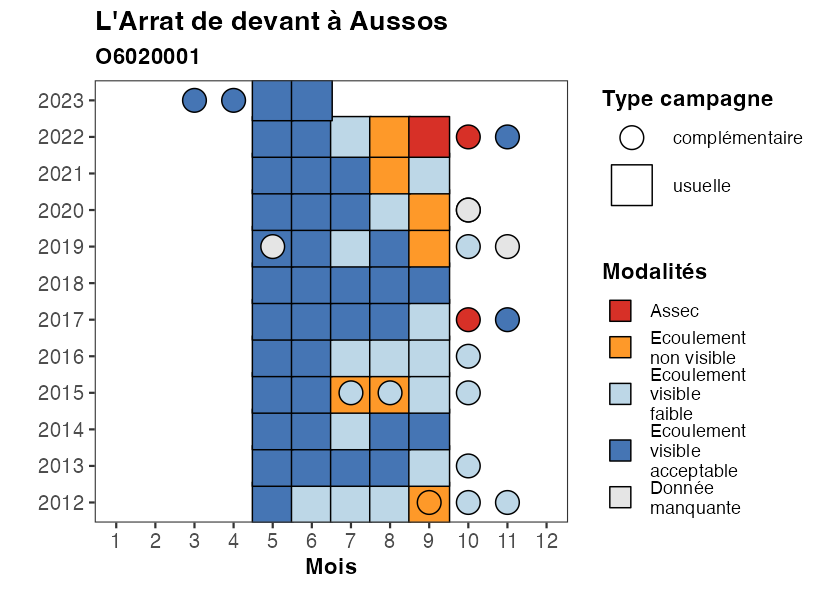 L'Arrat de devant à Aussos
O6020001
2023
2022
2021
2020
2019
2018
2017
2016
2015
2014
2013
2012
1 2 3 4 5 6 7 8 9 10 11 12
Mois
Type campagne
complémentaire
usuelle
Modalités
Assec
Ecoulement
non visible
Ecoulement
visible
faible
Ecoulement
visible
acceptable
Donnée
manquante